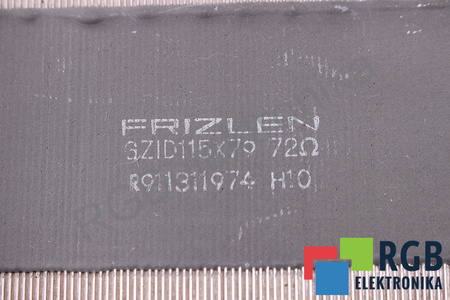 FRIZLEN
GZID115X79 72Ω
R911311974 H10
RGB
ELEKTRONIKA